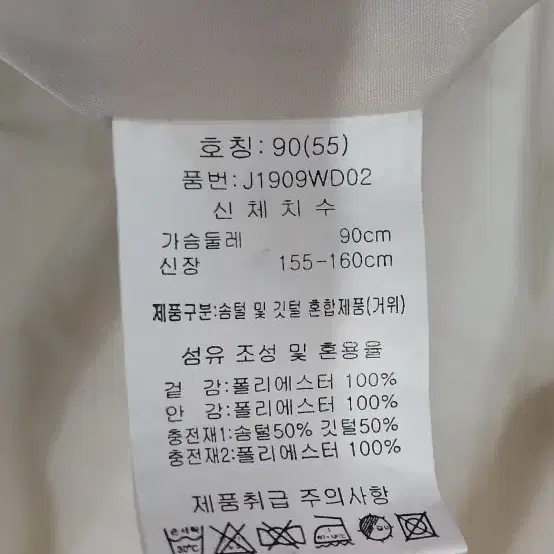 호칭: 90(55)
품번: J1909WD02
신 체 치 수
가슴둘레 90cm
신장 155-160cm
제품구분:솜털 및 깃털 혼합제품(거위)
섬유 조성 및 혼용율
겉 감:폴리에스터 100%
안 감:폴리에스터 100%
충전재1:솜털50% 깃털50%
충전재2:폴리에스터 100%
제품취급 주의사항
손세탁
30℃